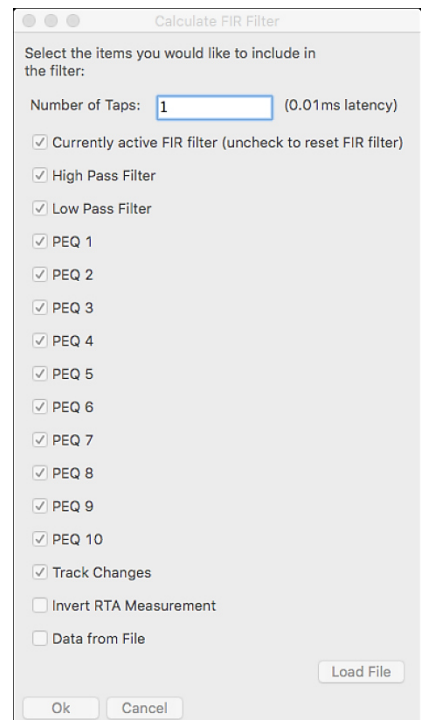 Calculate FIR Filter
Select the items you would like to include in
the filter:
Number of Taps: 1 (0.01ms latency)
Currently active FIR filter (uncheck to reset FIR filter)
High Pass Filter
Low Pass Filter
PEQ 1
PEQ 2
PEQ 3
PEQ 4
PEQ 5
PEQ 6
PEQ 7
PEQ 8
PEQ 9
PEQ 10
Track Changes
Invert RTA Measurement
Data from File
Load File
Ok Cancel